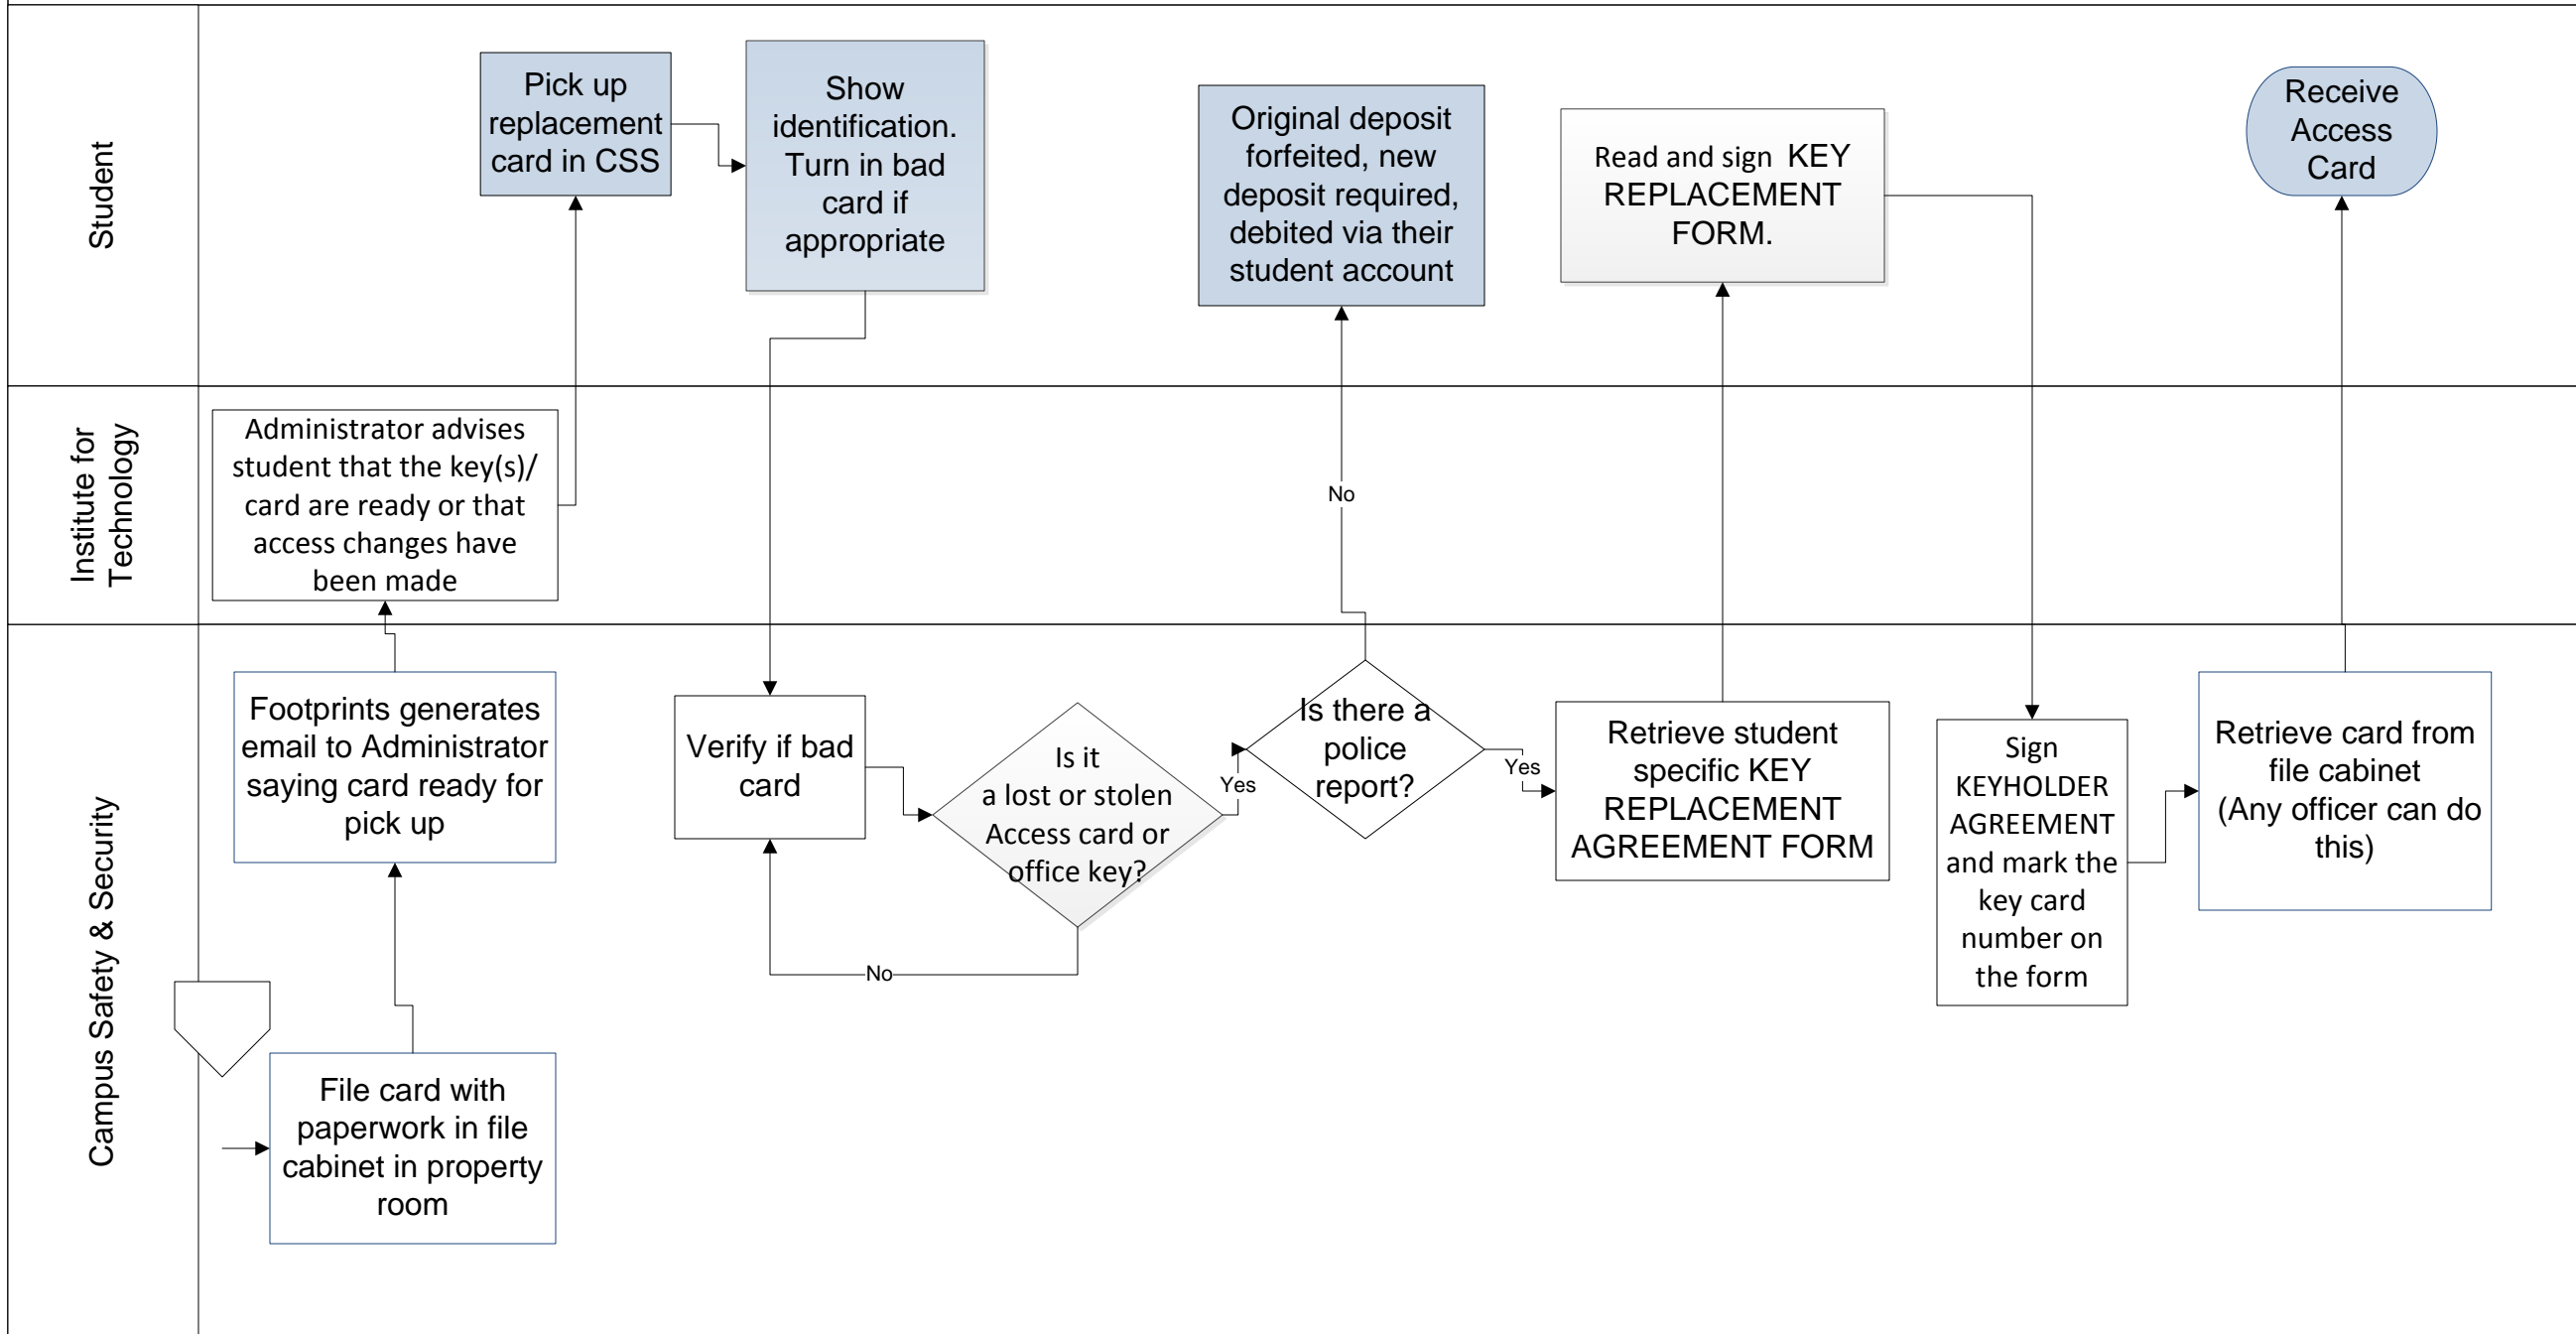 Student
Pick up
replacement
card in CSS
Show
identification.
Turn in bad
card if
appropriate
Original deposit
forfeited, new
deposit required,
debited via their
student account
Read and sign KEY
REPLACEMENT
FORM.
Receive
Access
Card
Institute for
Technology
Administrator advises
student that the key(s)/
card are ready or that
access changes have
been made
No
Campus Safety & Security
Footprints generates
email to Administrator
saying card ready for
pick up
Verify if bad
card
Is it
a lost or stolen
Access card or
office key?
Yes
No
Is there a
police
report?
Yes
Retrieve student
specific KEY
REPLACEMENT
AGREEMENT FORM
Sign
KEYHOLDER
AGREEMENT
and mark the
key card
number on
the form
Retrieve card from
file cabinet
(Any officer can do
this)
File card with
paperwork in file
cabinet in property
room